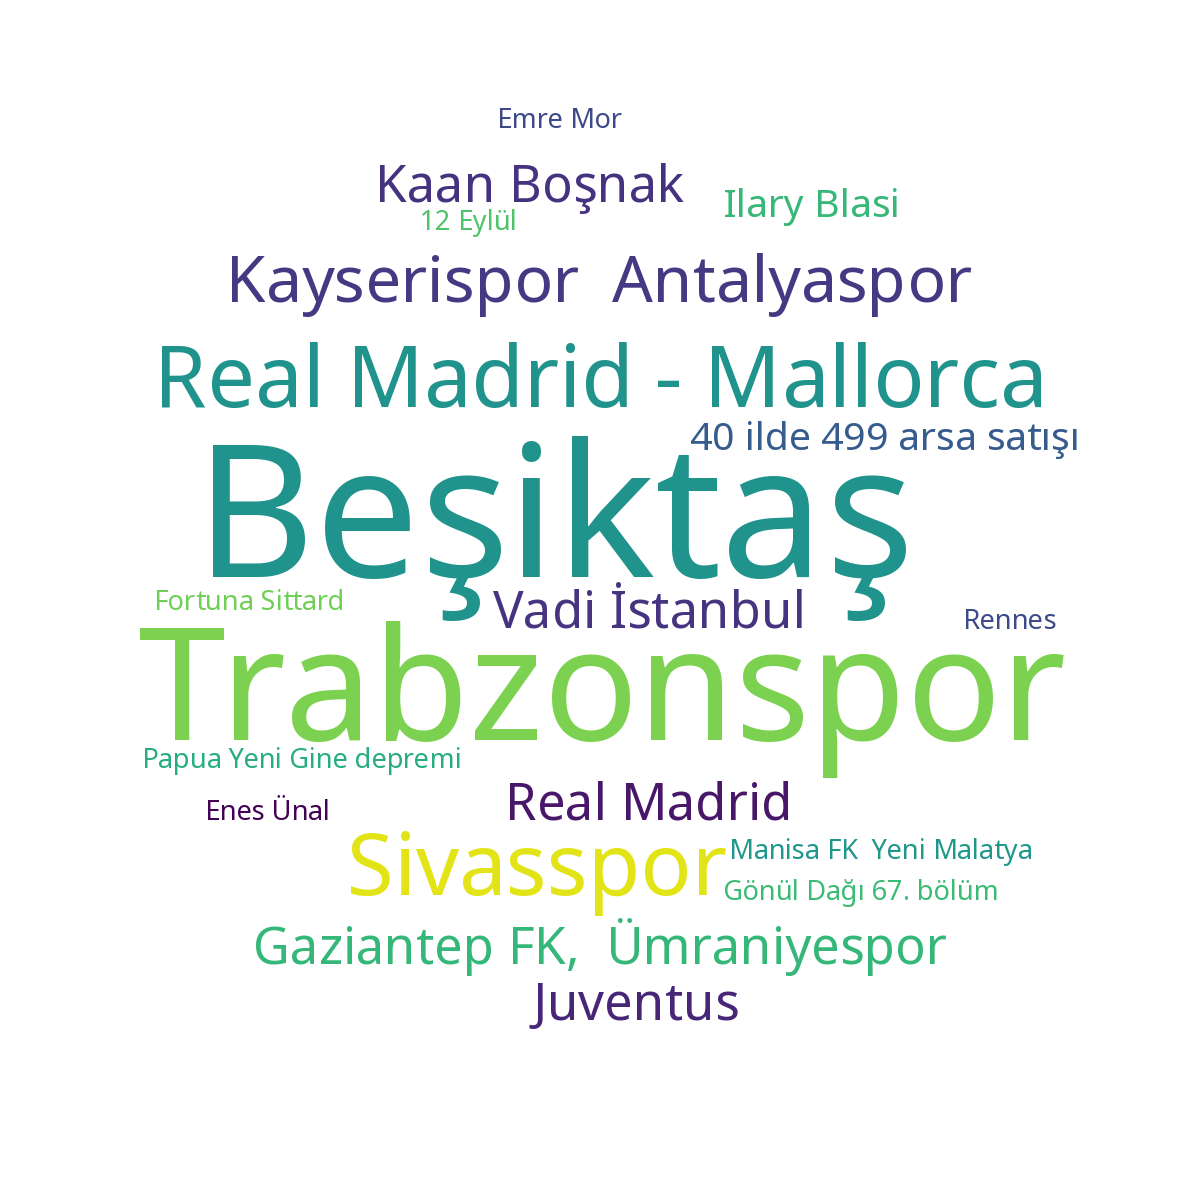 Emre Mor
Kaan Boşnak
Ilary Blasi
12 Eylül
Kayserispor  Antalyaspor
Real Madrid - Mallorca
40 ilde 499 arsa satışı
Beşiktaş
Fortuna Sittard
Vadi İstanbul
Rennes
Trabzonspor
Papua Yeni Gine depremi
Enes Ünal
Real Madrid
Sivasspor
Manisa FK  Yeni Malatya
Gönül Dağı 67. bölüm
Gaziantep FK,  Ümraniyespor
Juventus